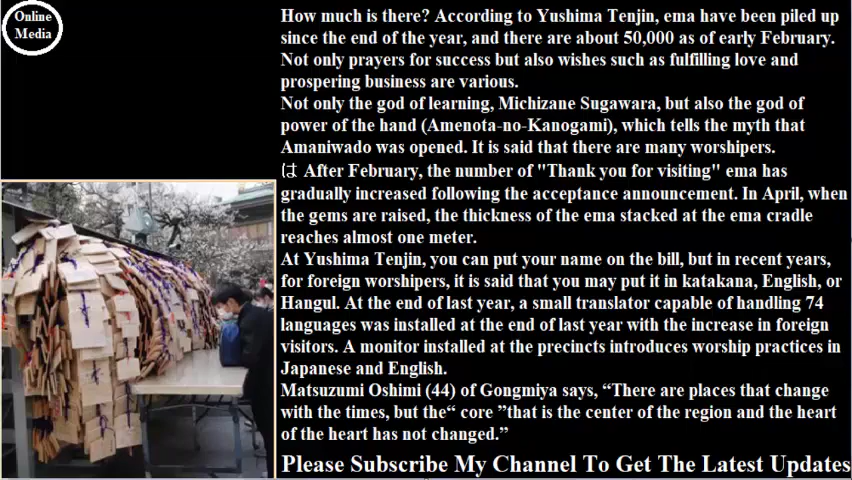 Online
Media
How much is there? According to Yushima Tenjin, ema have been piled up
since the end of the year, and there are about 50,000 as of early February.
Not only prayers for success but also wishes such as fulfilling love and
prospering business are various.
Not only the god of learning, Michizane Sugawara, but also the god of
power of the hand (Amenota-no-Kanogami), which tells the myth that
Amaniwado was opened. It is said that there are many worshipers.
は After February, the number of "Thank you for visiting" ema has
gradually increased following the acceptance announcement. In April, when
the gems are raised, the thickness of the ema stacked at the ema cradle
reaches almost one meter.
At Yushima Tenjin, you can put your name on the bill, but in recent years,
for foreign worshipers, it is said that you may put it in katakana, English, or
Hangul. At the end of last year, a small translator capable of handling 74
languages was installed at the end of last year with the increase in foreign
visitors. A monitor installed at the precincts introduces worship practices in
Japanese and English.
Matsuzumi Oshimi (44) of Gongmiya says, “There are places that change
with the times, but the“ core ”that is the center of the region and the heart
of the heart has not changed.”
Please Subscribe My Channel To Get The Latest Updates